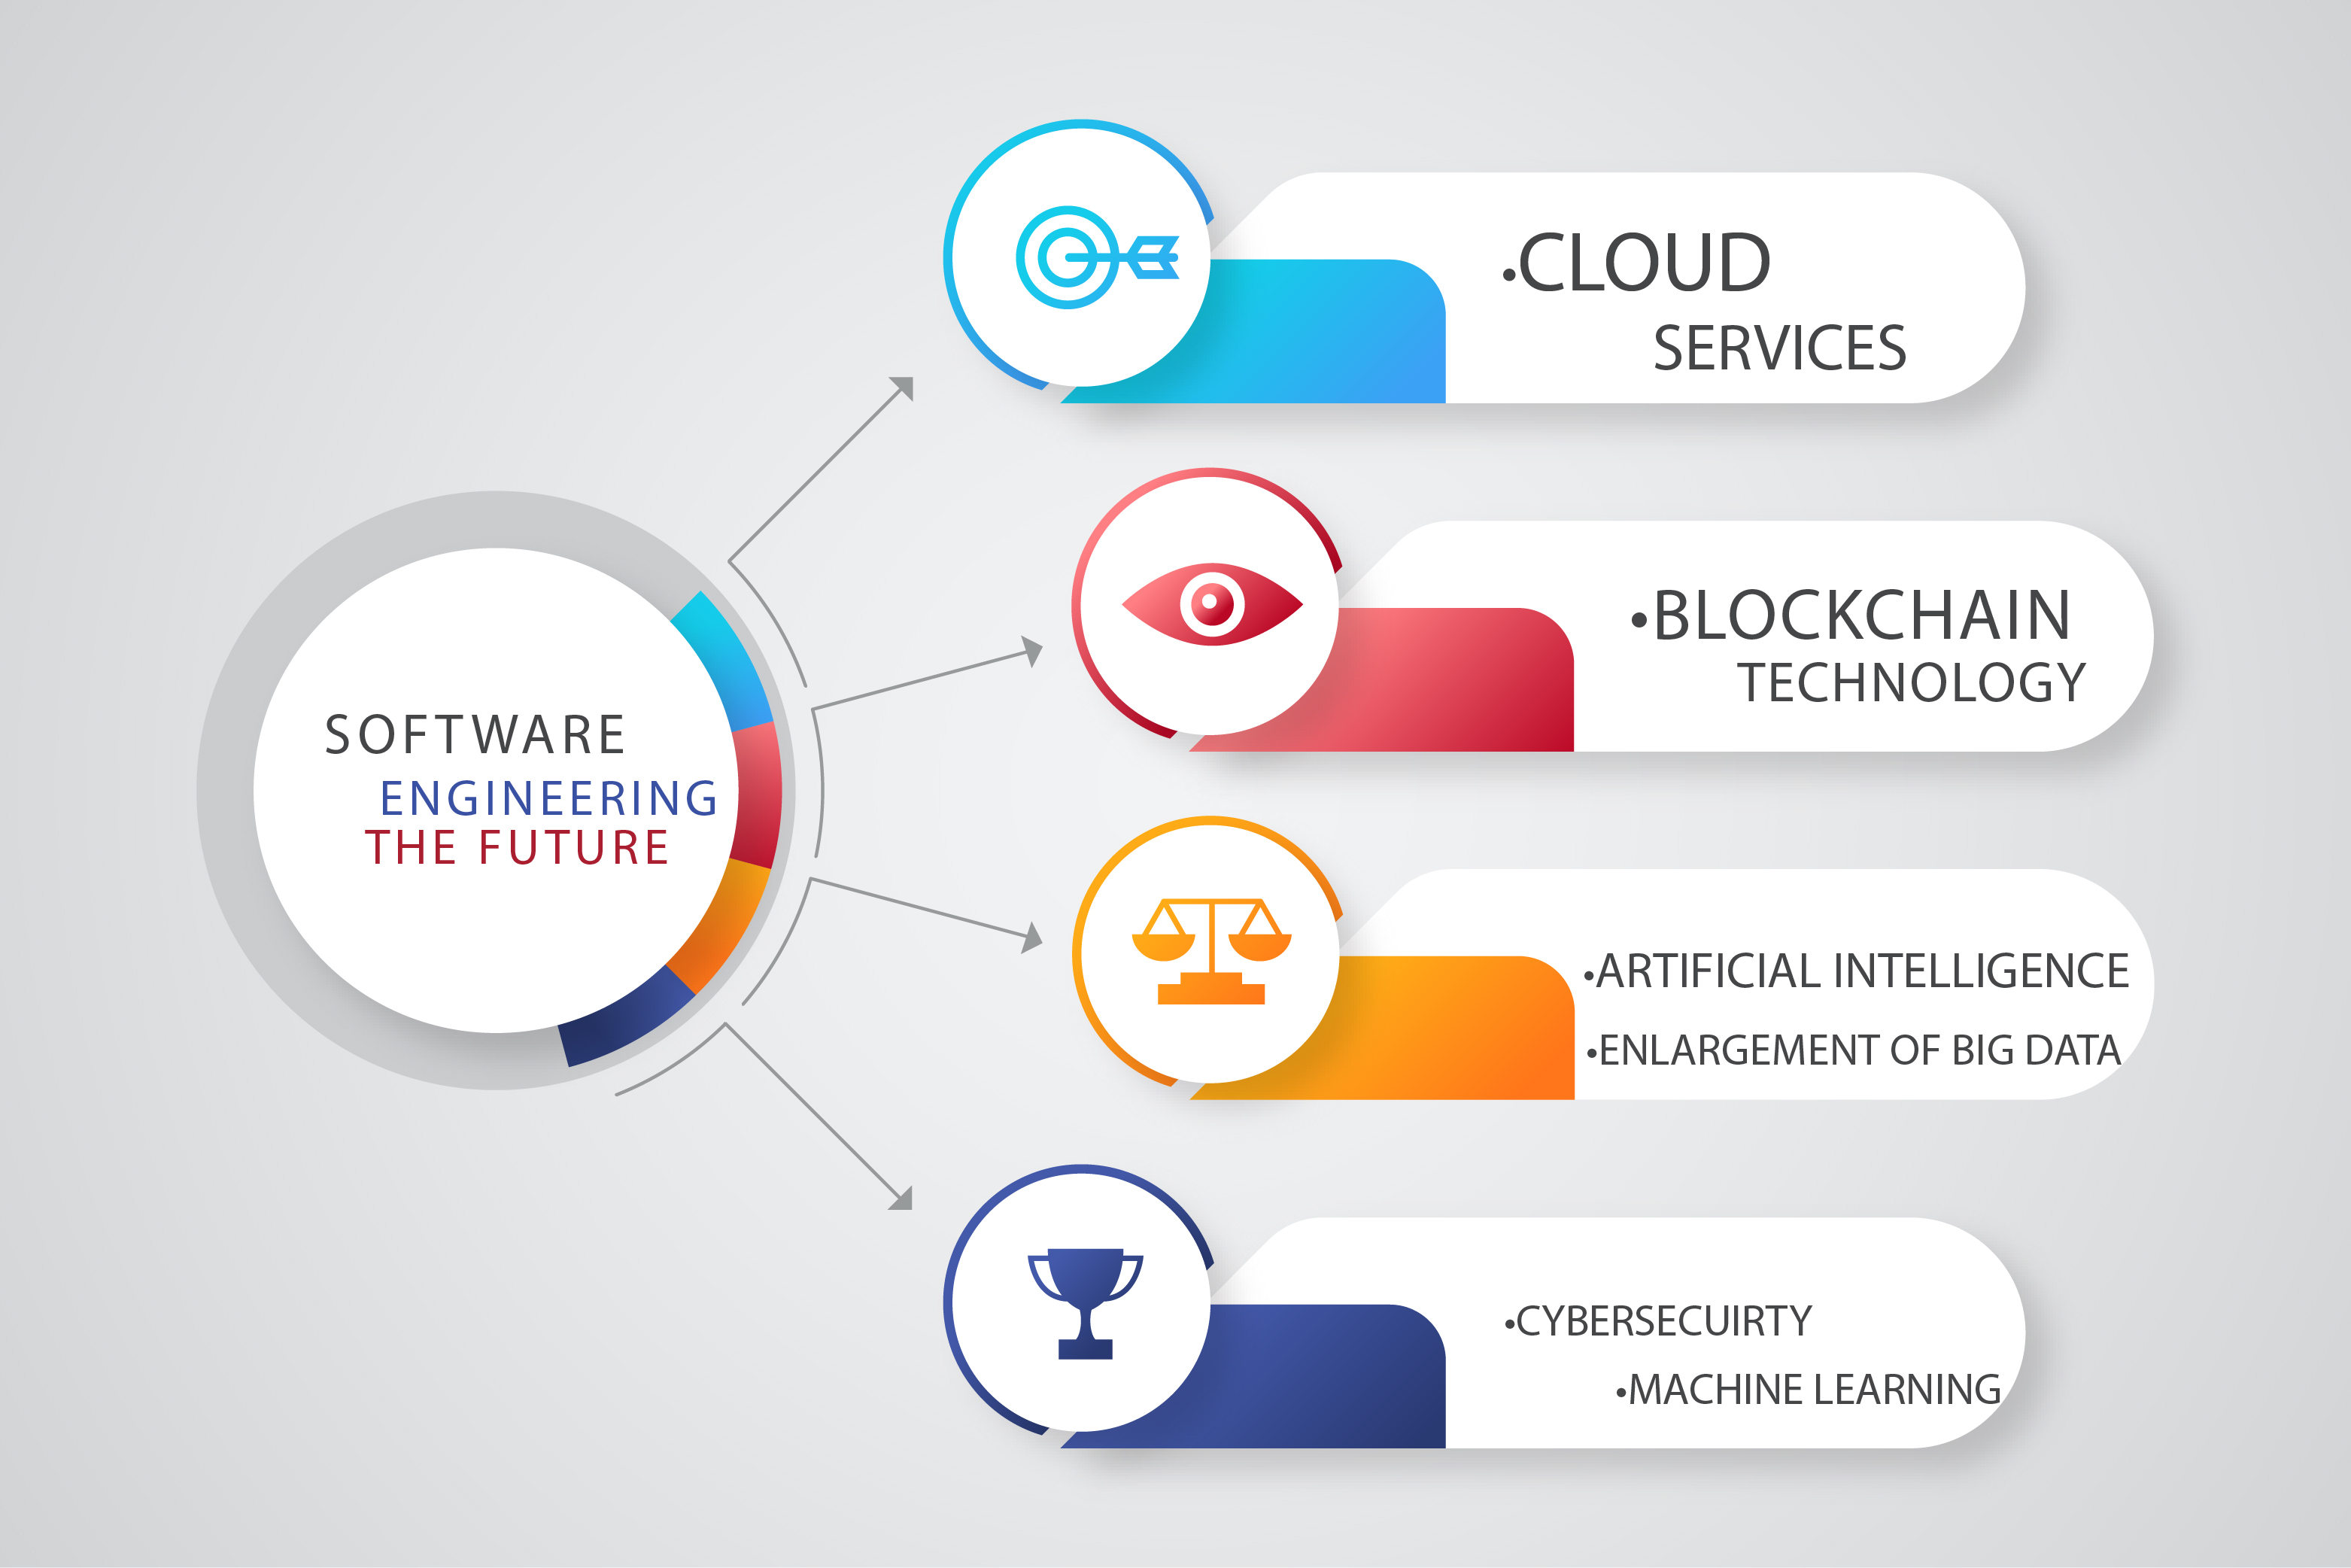 SOFTWARE
ENGINEERING
THE FUTURE
•CLOUD
SERVICES
•BLOCKCHAIN
TECHNOLOGY
•ARTIFICIAL INTELLIGENCE
•ENLARGEMENT OF BIG DATA
•CYBERSECUIRTY
•MACHINE LEARNING